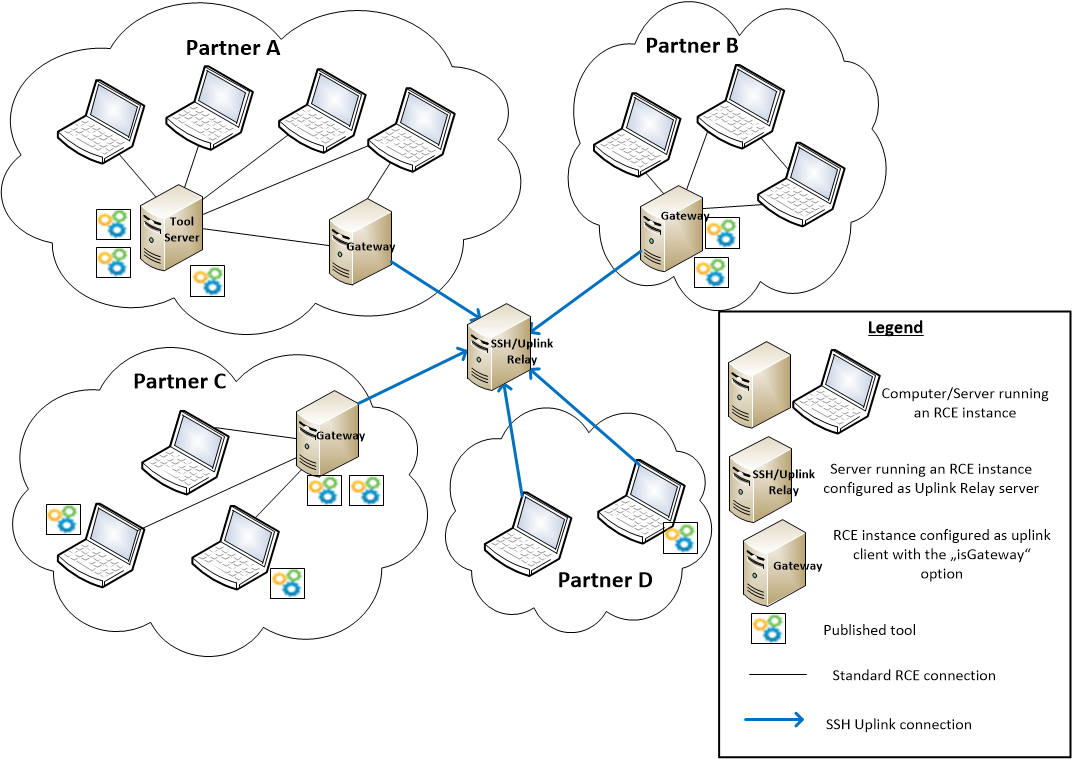 Partner A
Partner B
Tool
Server
Gateway
Gateway
SSH/Uplink
Relay
Partner C
Gateway
Partner D
Legend
Computer/Server running
an RCE instance
SSH/Uplink
Relay
Server running an RCE instance
configured as Uplink Relay server
Gateway
RCE instance configured as uplink
client with the „isGateway“
option
Published tool
Standard RCE connection
SSH Uplink connection